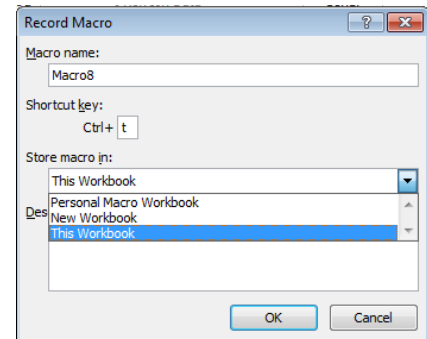 Record Macro
Macro name:
Macro8
Shortcut key:
Ctrl+ t
Store macro in:
This Workbook
Personal Macro Workbook
Des
New Workbook
This Workbook
OK Cancel